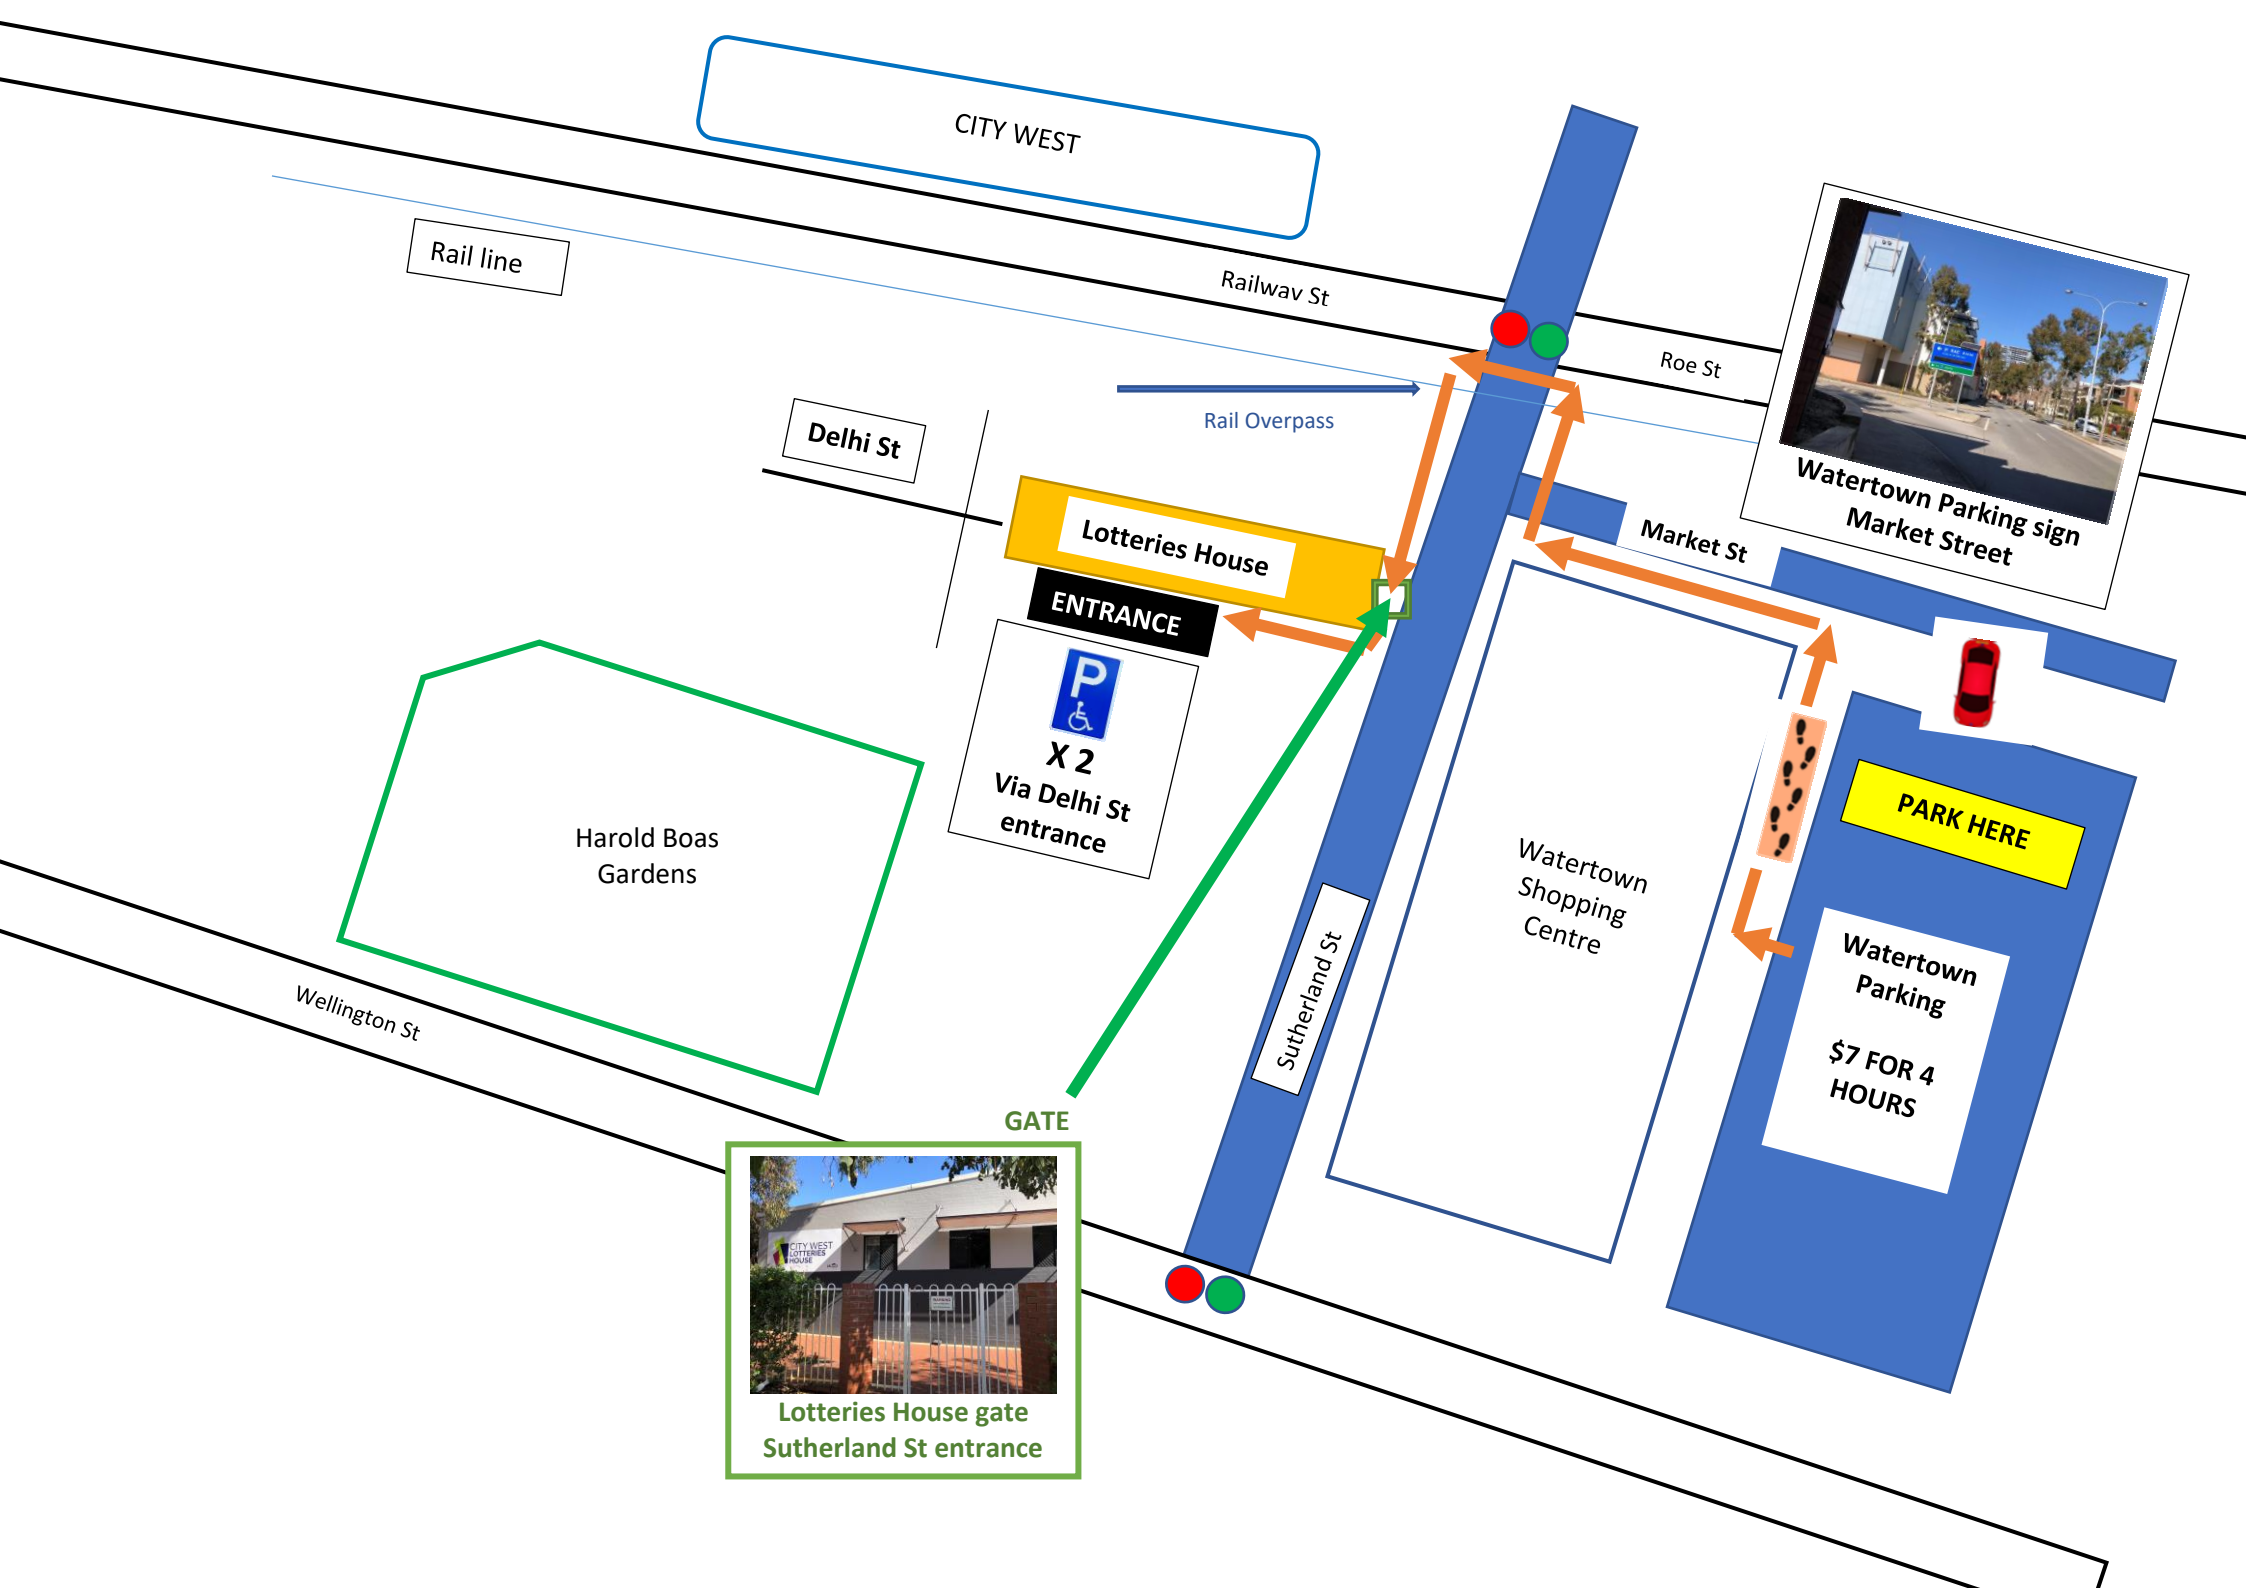 CITY WEST
Rail line
Railway St
Roe St
Rail Overpass
Delhi St
Lotteries House
ENTRANCE
P
X 2
Via Delhi St
entrance
Market St
Watertown Parking sign
Market Street
PARK HERE
Watertown
Parking
$7 FOR 4
HOURS
Watertown
Shopping
Centre
Sutherland St
Harold Boas
Gardens
Wellington St
GATE
CITY WEST
LOTTERIES
HOUSE
Lotteries House gate
Sutherland St entrance